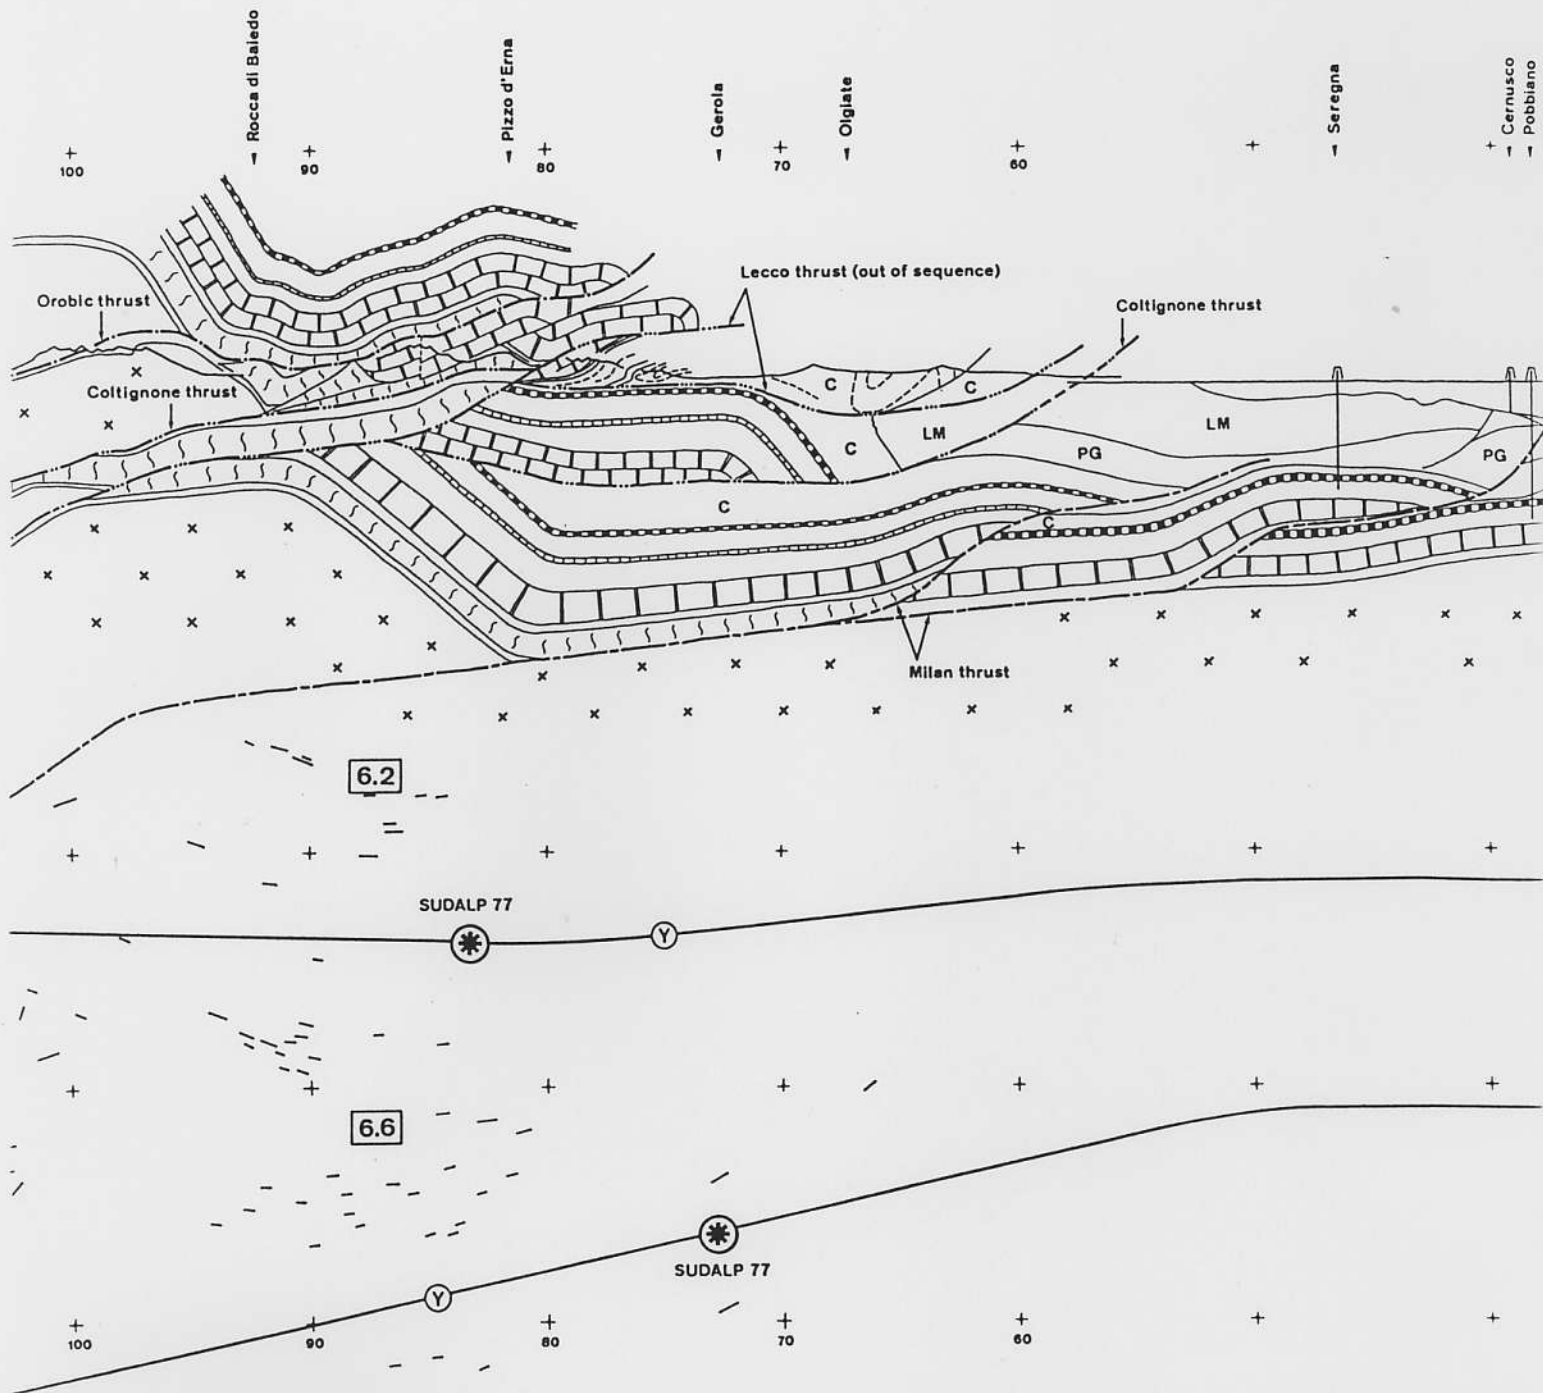 Rocca di Baiedo
Pizzo d'Erna
Gerola
Olgiate
Seregna
Cernusco
Pobbiano
100
90
80
70
60
Lecco thrust (out of sequence)
Orobic thrust
Coltignone thrust
Coltignone thrust
C
C
C
LM
LM
PG
PG
C
C
Milan thrust
6.2
SUDALP 77
Y
6.6
SUDALP 77
Y
100
90
80
70
60